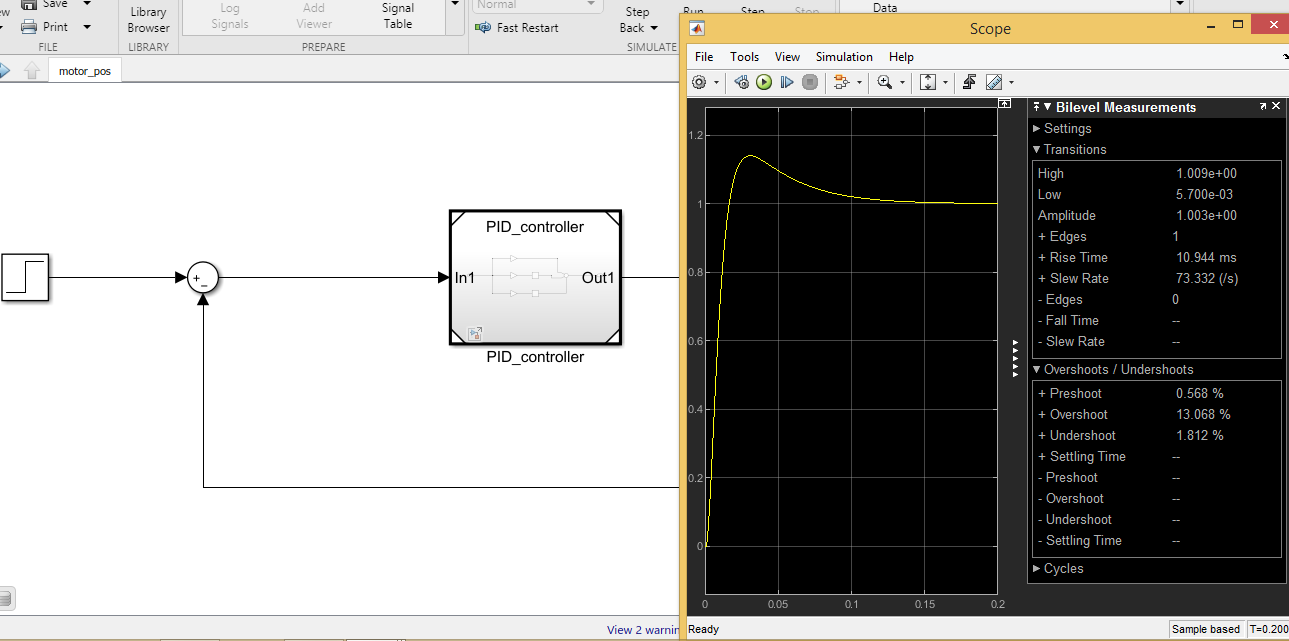 Save
Log
Add
Signal
Normal
Step
Step
Run
Stop
Data
Library
Print
Signals
Viewer
Table
Fast Restart
Back
Browser
FILE
LIBRARY
PREPARE
SIMULATE
motor_pos
PID_controller
In1
Out1
PID_controller
+
_
View 2 warnin
Scope
File Tools View Simulation Help
1.2
1
0.8
0.6
0.4
0.2
0
0 0.05 0.1 0.15 0.2
Bilevel Measurements
Settings
Transitions
High 1.009e+00
Low 5.700e-03
Amplitude 1.003e+00
+ Edges 1
+ Rise Time 10.944 ms
+ Slew Rate 73.332 (/s)
- Edges 0
- Fall Time --
- Slew Rate --
Overshoots / Undershoots
+ Preshoot 0.568 %
+ Overshoot 13.068 %
+ Undershoot 1.812 %
+ Settling Time --
- Preshoot --
- Overshoot --
- Undershoot --
- Settling Time --
Cycles
Ready
Sample based T=0.200